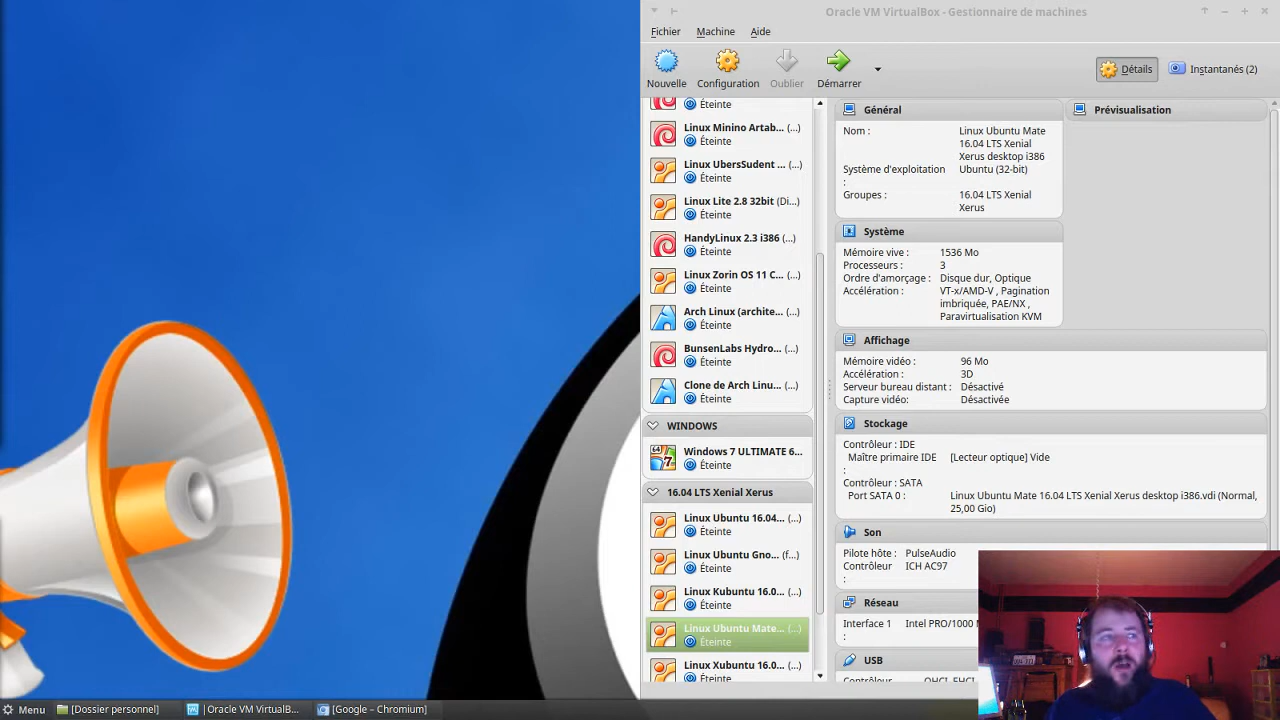 Oracle VM VirtualBox - Gestionnaire de machines
Fichier Machine Aide
Nouvelle Configuration Oublier Démarrer Détails Instantanés (2)
Éteinte
Linux Minino Artab... (...)
Éteinte
Linux UbersSudent ... (...)
Éteinte
Linux Lite 2.8 32bit (Di...)
Éteinte
HandyLinux 2.3 i386 (...)
Éteinte
Linux Zorin OS 11 C... (...)
Éteinte
Arch Linux (archite... (...)
Éteinte
BunsenLabs Hydro... (...)
Éteinte
Clone de Arch Linu... (...)
Éteinte
WINDOWS
Windows 7 ULTIMATE 6...
Éteinte
16.04 LTS Xenial Xerus
Linux Ubuntu 16.04... (...)
Éteinte
Linux Ubuntu Gno... (f...)
Éteinte
Linux Kubuntu 16.0... (...)
Éteinte
Linux Ubuntu Mate... (...)
Éteinte
Linux Xubuntu 16.0... (...)
Éteinte
Général
Nom : Linux Ubuntu Mate
16.04 LTS Xenial
Xerus desktop i386
Système d'exploitation Ubuntu (32-bit)
:
Groupes : 16.04 LTS Xenial
Xerus
Prévisualisation
Système
Mémoire vive : 1536 Mo
Processeurs : 3
Ordre d'amorçage : Disque dur, Optique
Accélération : VT-x/AMD-V , Pagination
imbriquée, PAE/NX ,
Paravirtualisation KVM
Affichage
Mémoire vidéo : 96 Mo
Accélération : 3D
Serveur bureau distant : Désactivé
Capture vidéo: Désactivée
Stockage
Contrôleur : IDE
Maître primaire IDE [Lecteur optique] Vide
:
Contrôleur : SATA
Port SATA 0 : Linux Ubuntu Mate 16.04 LTS Xenial Xerus desktop i386.vdi (Normal,
25,00 Gio)
Son
Pilote hôte : PulseAudio
Contrôleur ICH AC97
:
Réseau
Interface 1 Intel PRO/1000
:
USB
Contrôleur OHCI, EHCI
Menu [Dossier personnel] Oracle VM VirtualB... [Google – Chromium]